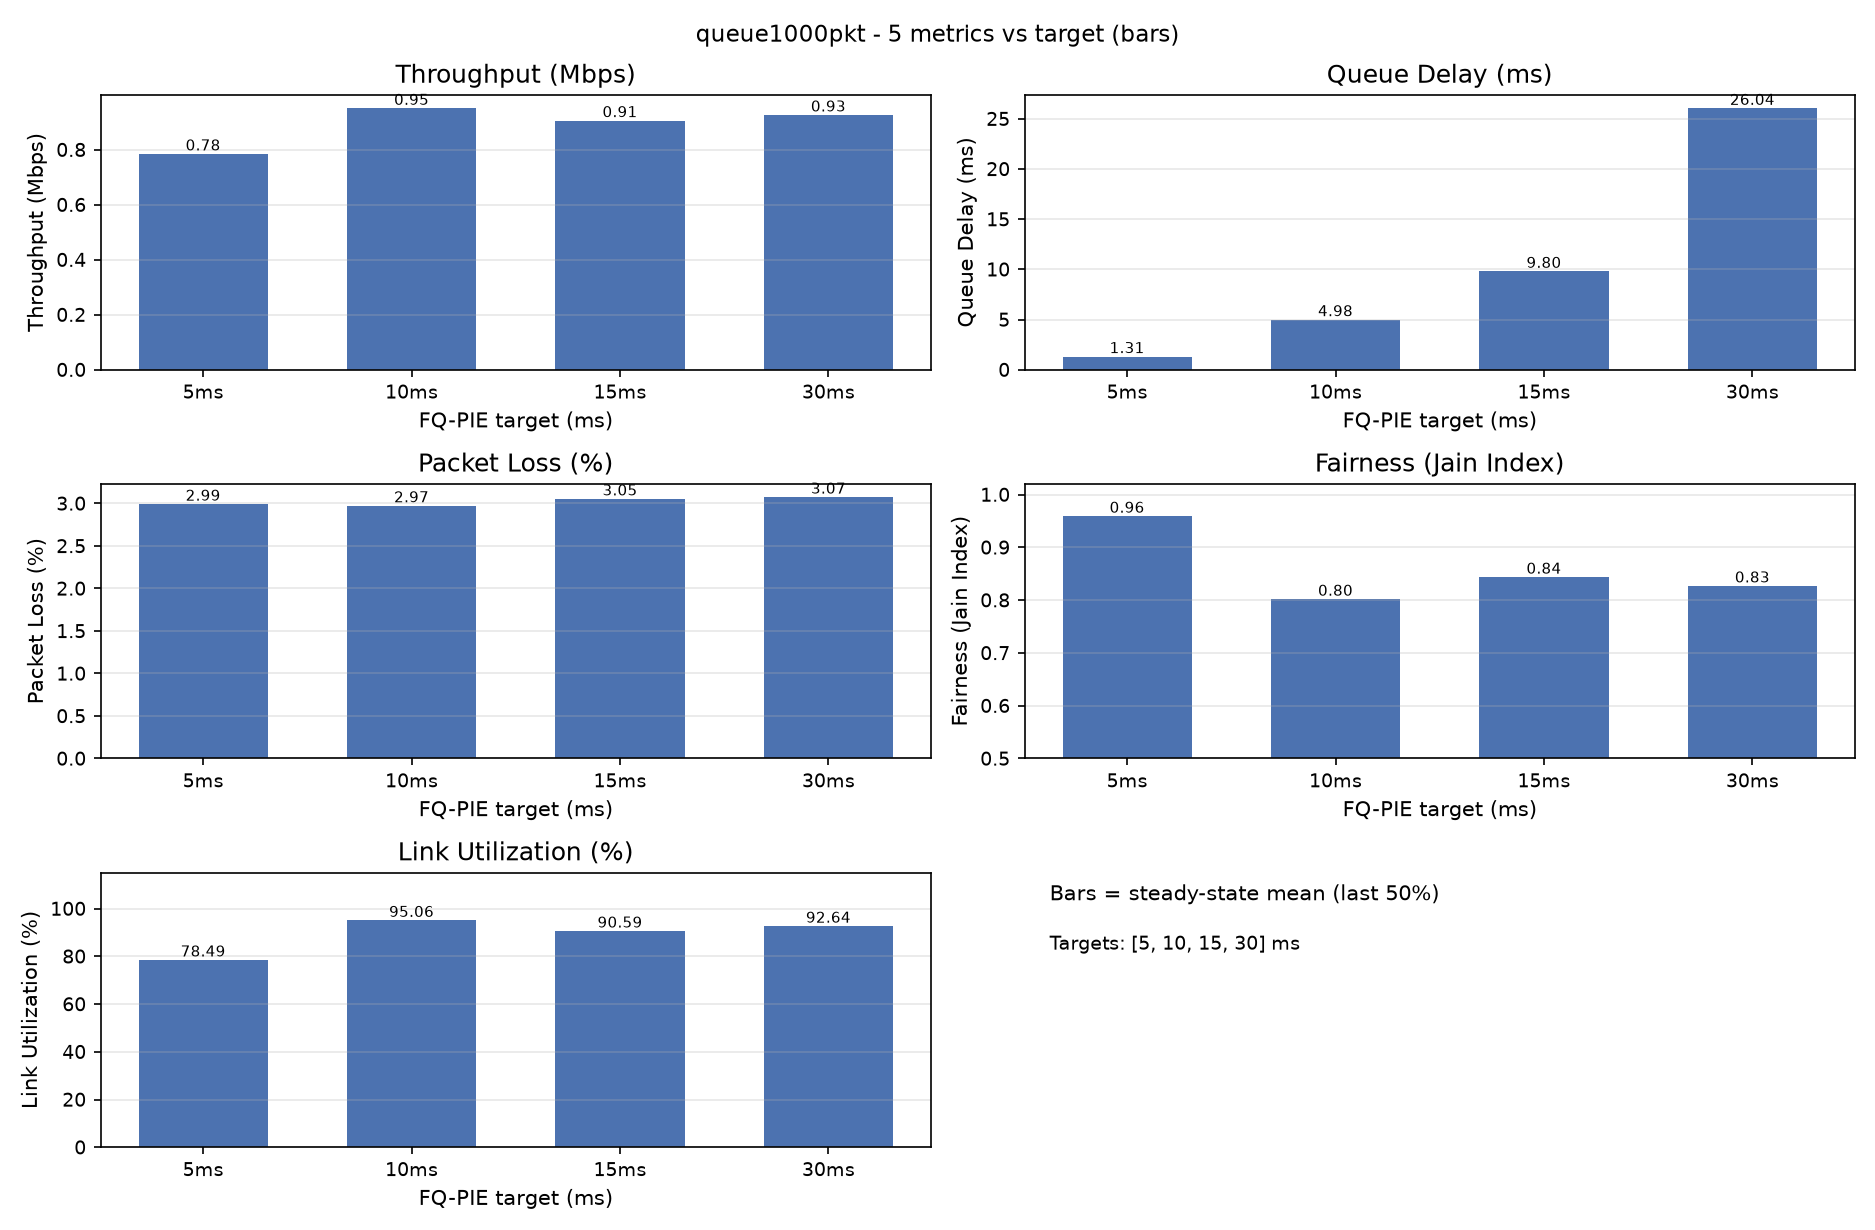 queue1000pkt - 5 metrics vs target (bars)
Throughput (Mbps)
Throughput (Mbps)
0.0
0.2
0.4
0.6
0.8
0.78
0.95
0.91
0.93
5ms
10ms
15ms
30ms
FQ-PIE target (ms)
Queue Delay (ms)
Queue Delay (ms)
0
5
10
15
20
25
1.31
4.98
9.80
26.04
5ms
10ms
15ms
30ms
FQ-PIE target (ms)
Packet Loss (%)
Packet Loss (%)
0.0
0.5
1.0
1.5
2.0
2.5
3.0
2.99
2.97
3.05
3.07
5ms
10ms
15ms
30ms
FQ-PIE target (ms)
Fairness (Jain Index)
Fairness (Jain Index)
0.5
0.6
0.7
0.8
0.9
1.0
0.96
0.80
0.84
0.83
5ms
10ms
15ms
30ms
FQ-PIE target (ms)
Link Utilization (%)
Link Utilization (%)
0
20
40
60
80
100
78.49
95.06
90.59
92.64
5ms
10ms
15ms
30ms
FQ-PIE target (ms)
Bars = steady-state mean (last 50%)
Targets: [5, 10, 15, 30] ms